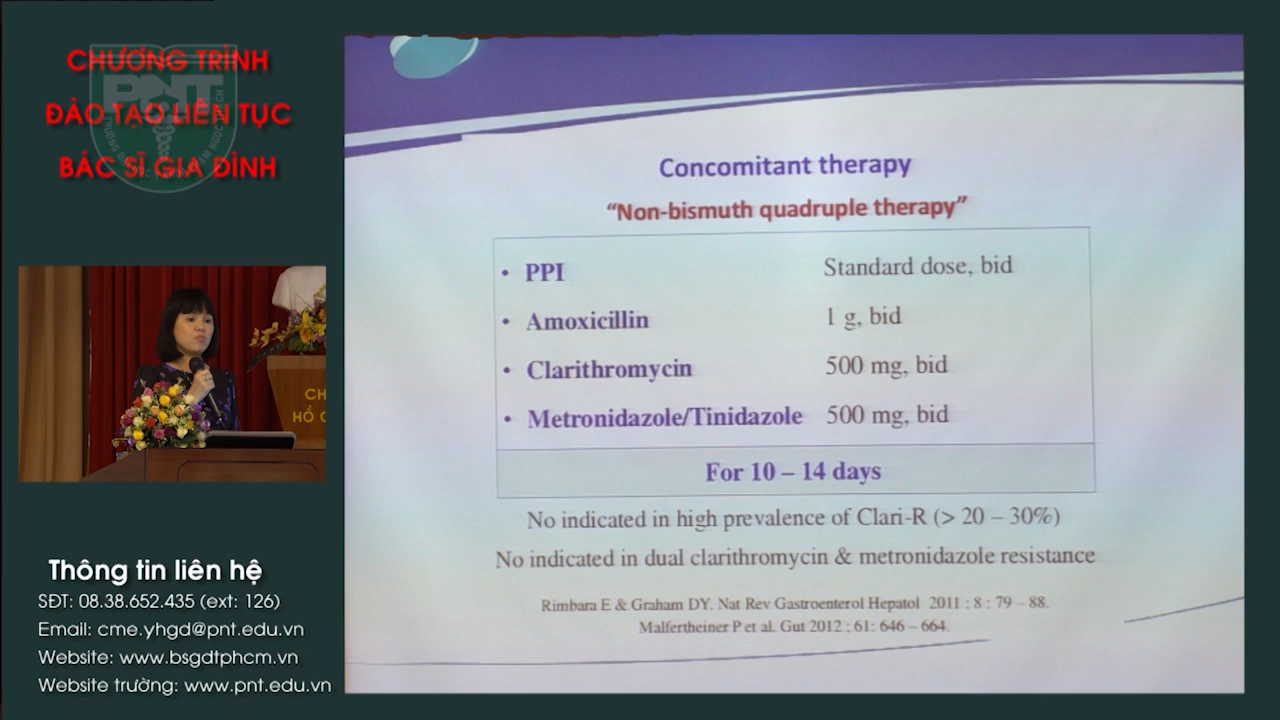 CHƯƠNG TRÌNH
ĐÀO TẠO LIÊN TỤC
BÁC SĨ GIA ĐÌNH
PNT
Concomitant therapy
“Non-bismuth quadruple therapy”
• PPI Standard dose, bid
• Amoxicillin 1 g, bid
• Clarithromycin 500 mg, bid
• Metronidazole/Tinidazole 500 mg, bid
For 10 – 14 days
No indicated in high prevalence of Clari-R (> 20 – 30%)
No indicated in dual clarithromycin & metronidazole resistance
Rimbara E & Graham DY. Nat Rev Gastroenterol Hepatol 2011 ; 8 : 79 – 88.
Malfertheiner P et al. Gut 2012 ; 61: 646 – 664.
CH
HỒ C
Thông tin liên hệ
SĐT: 08.38.652.435 (ext: 126)
Email: cme.yhgd@pnt.edu.vn
Website: www.bsgdtphcm.vn
Website trường: www.pnt.edu.vn